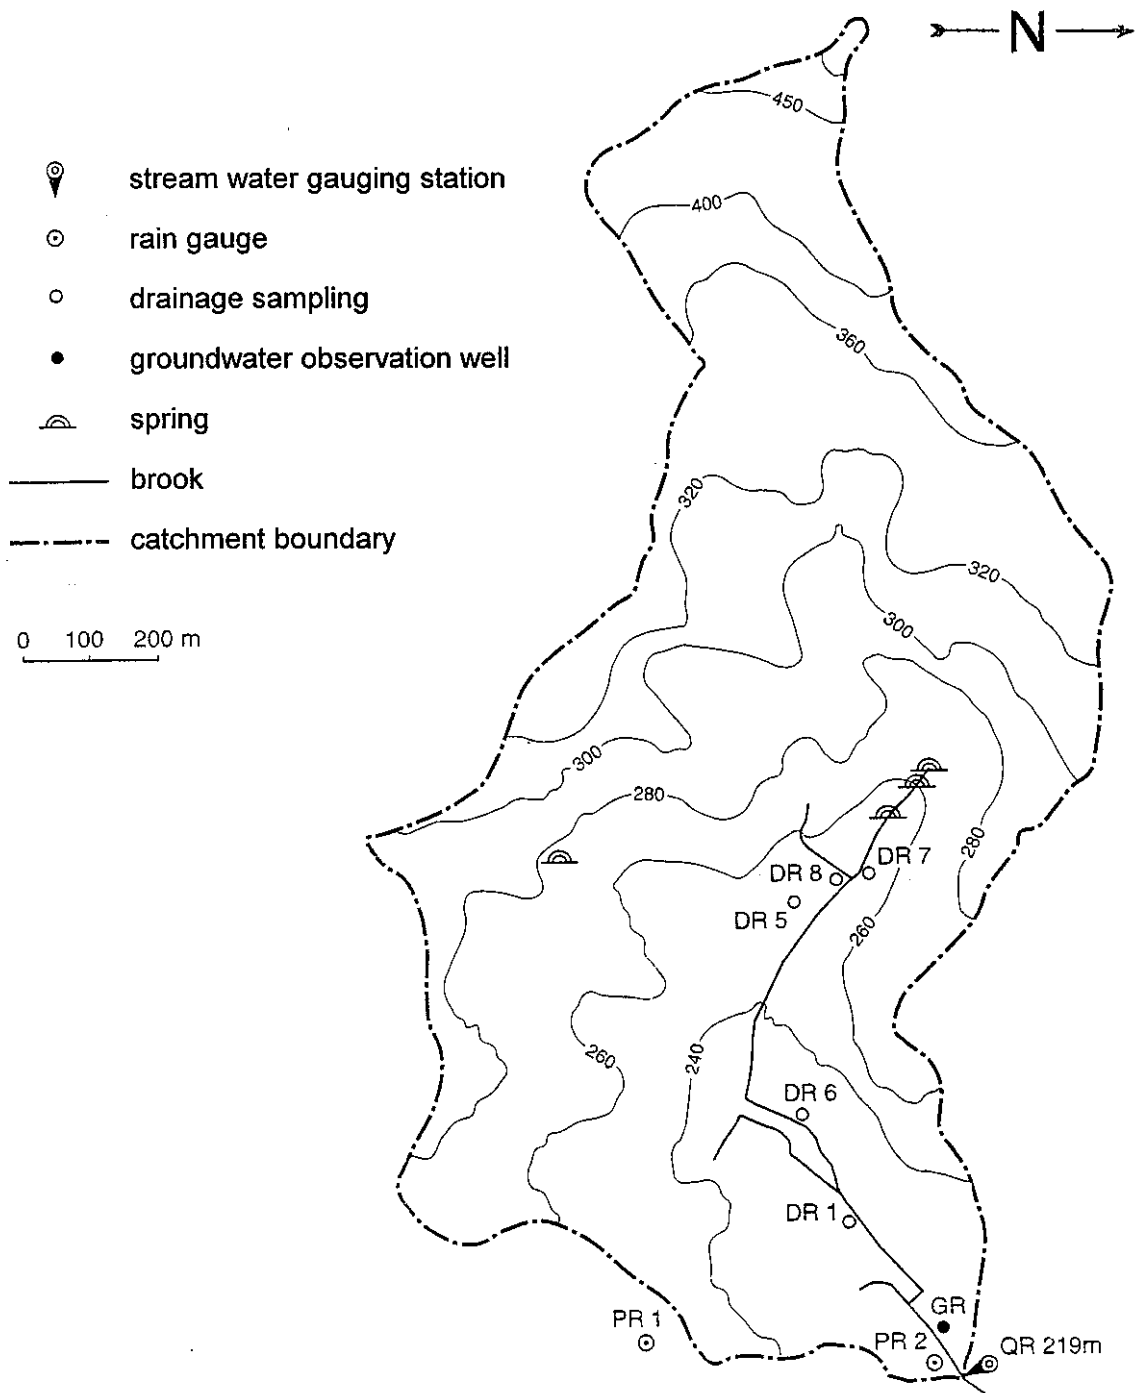 N
450
stream water gauging station
400
rain gauge
drainage sampling
360
groundwater observation well
spring
brook
320
catchment boundary
320
300
0 100 200 m
300
280
280
DR 7
DR 8
DR 5
260
260
240
DR 6
DR 1
GR
PR 1
PR 2
QR 219m